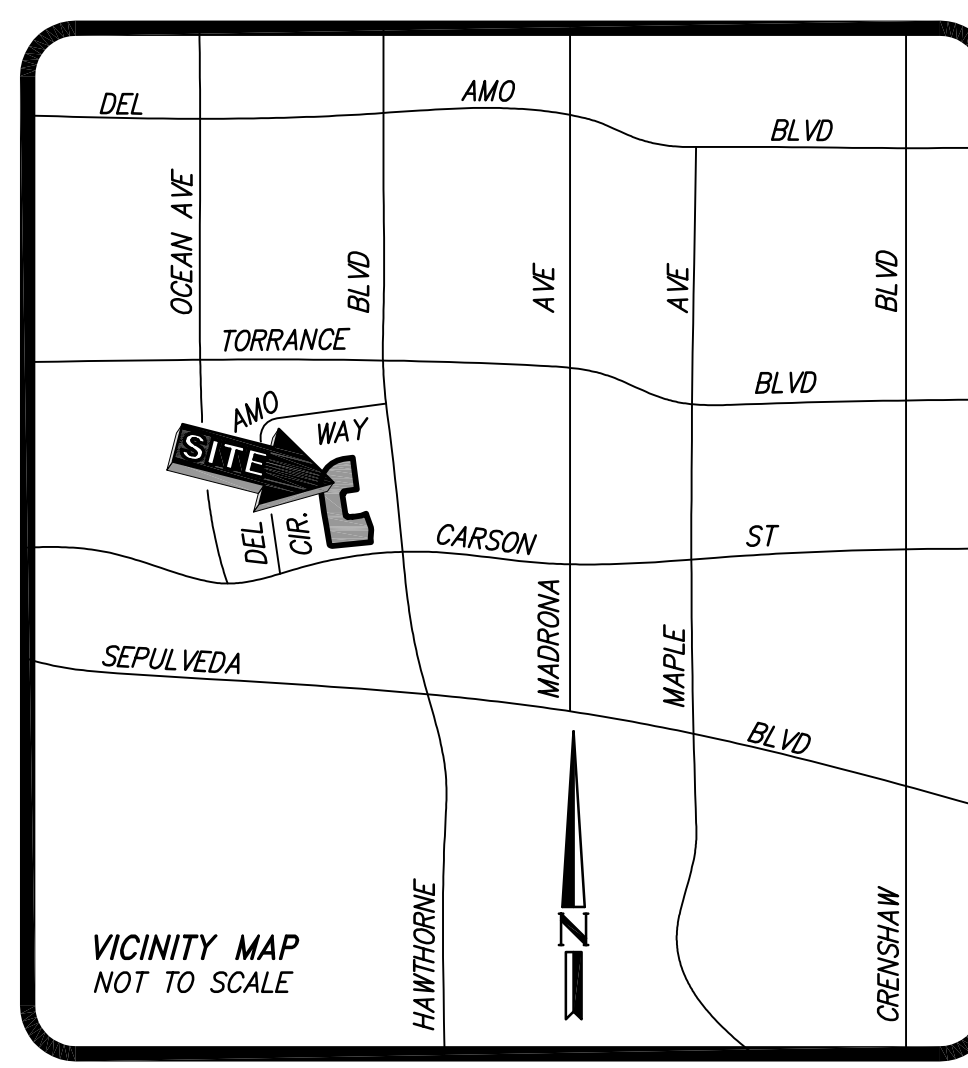 DEL AMO BLVD
OCEAN AVE
BLVD
AVE
AVE
BLVD
TORRANCE BLVD
AMO
WAY
SITE
DEL
CIR.
CARSON ST
MADRONA
MAPLE
SEPULVEDA BLVD
HAWTHORNE
N
CRENSHAW
VICINITY MAP
NOT TO SCALE